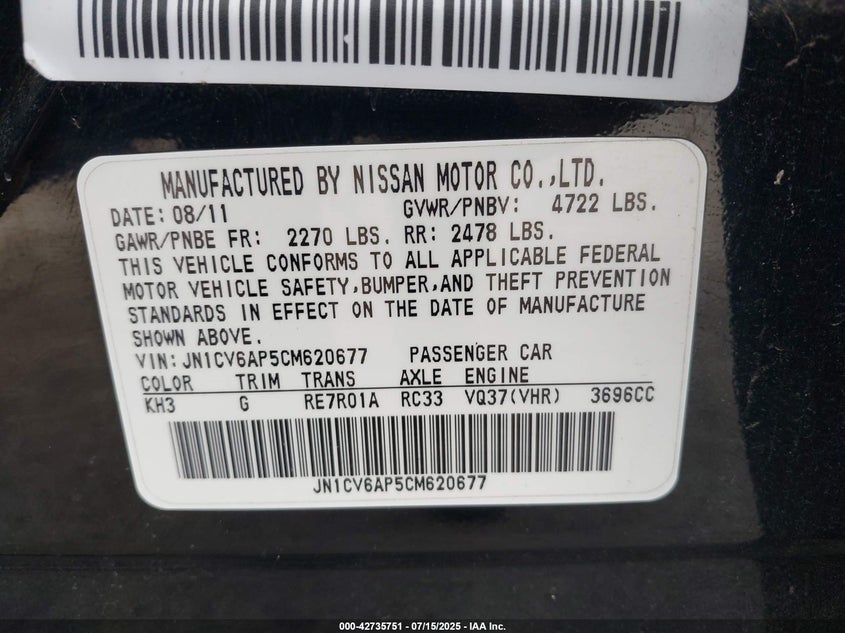 MANUFACTURED BY NISSAN MOTOR CO.,LTD.
DATE: 08/11 GVWR/PNBV: 4722 LBS.
GAWR/PNBE FR: 2270 LBS. RR: 2478 LBS.
THIS VEHICLE CONFORMS TO ALL APPLICABLE FEDERAL
MOTOR VEHICLE SAFETY,BUMPER,AND THEFT PREVENTION
STANDARDS IN EFFECT ON THE DATE OF MANUFACTURE
SHOWN ABOVE.
VIN: JN1CV6AP5CM620677 PASSENGER CAR
COLOR TRIM TRANS AXLE ENGINE
KH3 G RE7R01A RC33 VQ37(VHR) 3696CC
JN1CV6AP5CM620677
000-42735751 / 07/15/2025 - IAA Inc.